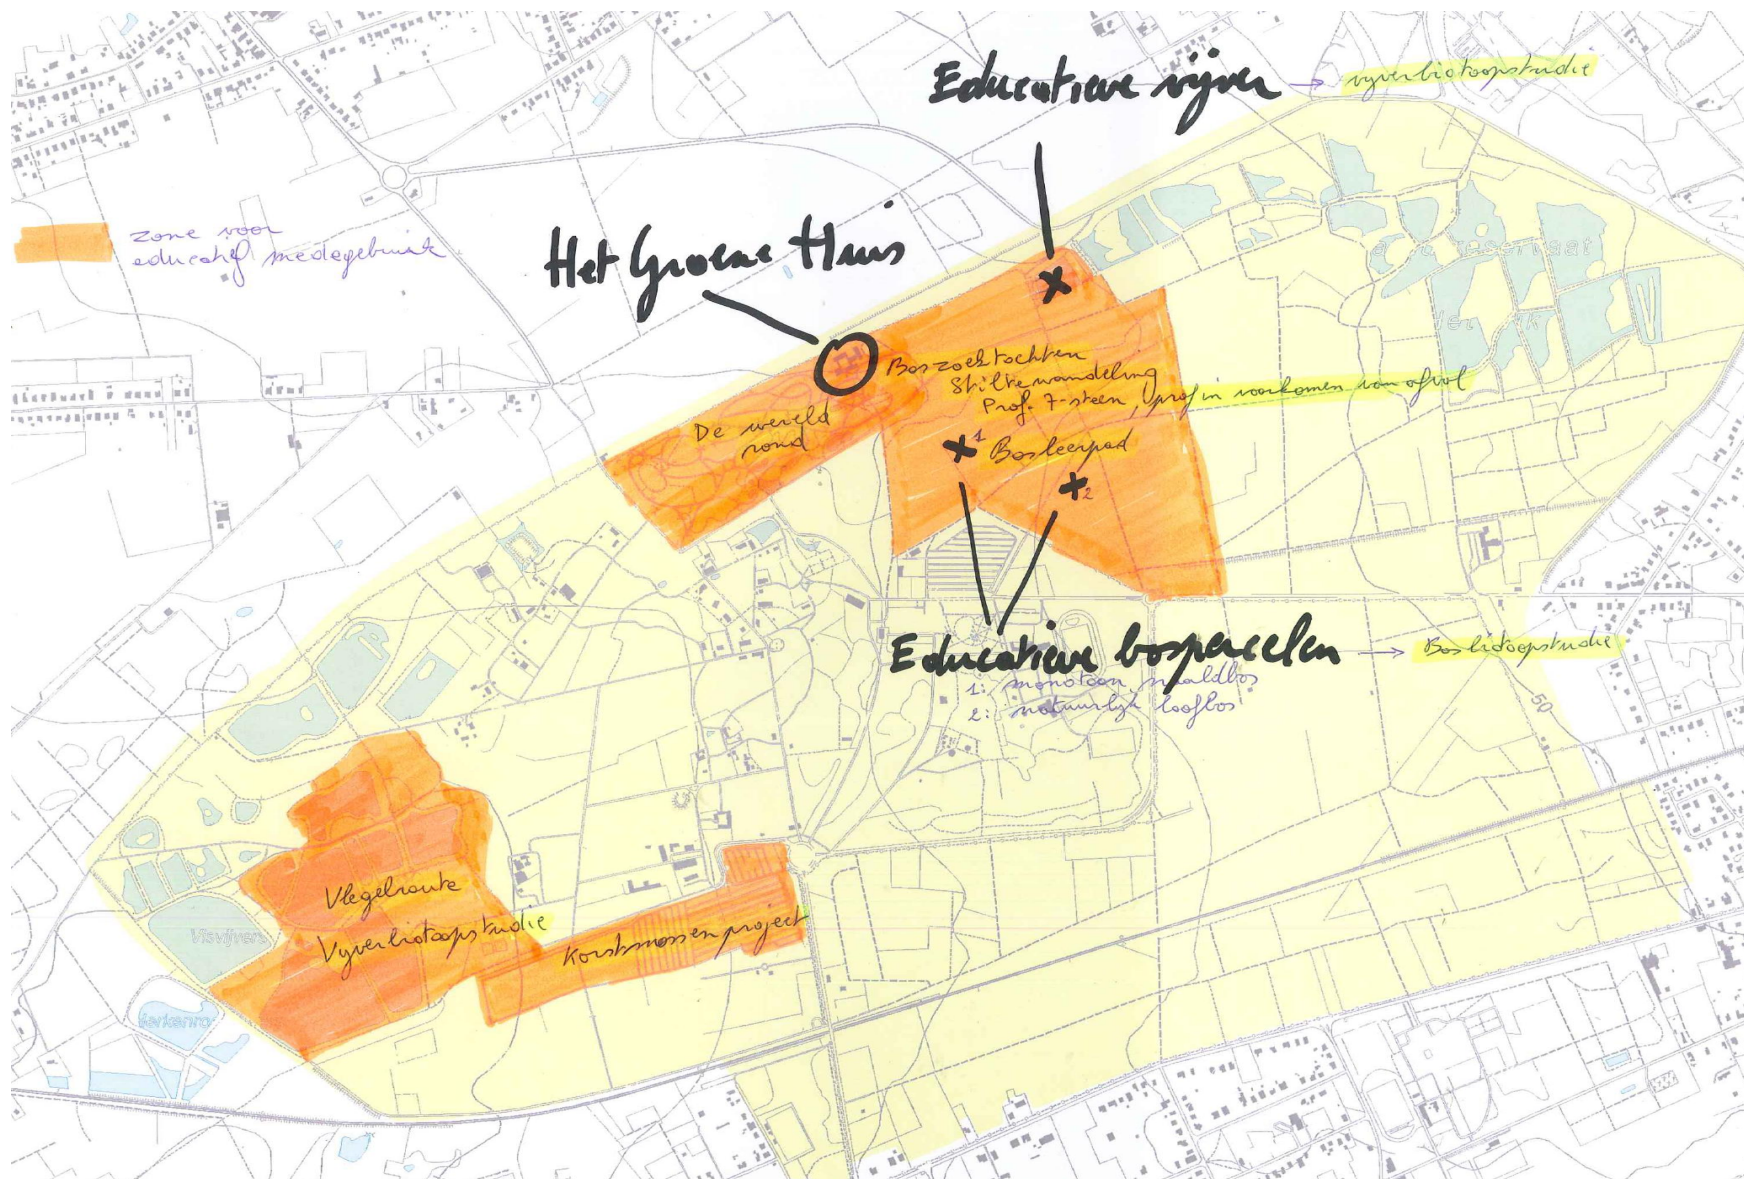 Educatieve vijver → vijverbiotoopstudie
zone voor
educatief medegebruik
Het Groene Huis
Boszoektochten
Stiltewandeling
Prof. 7-steen, prof in voorkomen van afval
De wereld
rond
1 Bosleerpad
2
Educatieve bospercelen → Bosbiotoopstudie
1: monotoon naaldbos
2: natuurlijk loofbos
50
Vlegelroute
Vijverbiotoopstudie
Korstmossenproject
Visvijvers